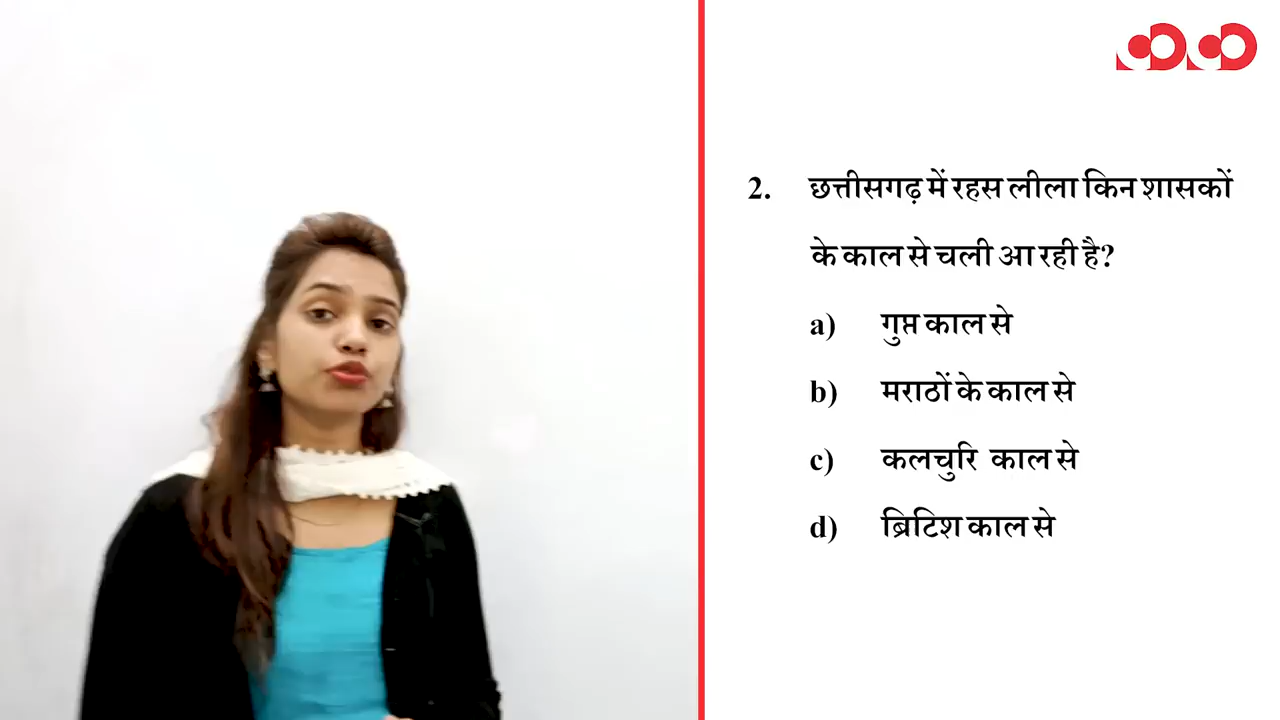 2. छत्तीसगढ़ में रहस लीला किन शासकों
के काल से चली आ रही है?
a) गुप्त काल से
b) मराठों के काल से
c) कलचुरि काल से
d) ब्रिटिश काल से